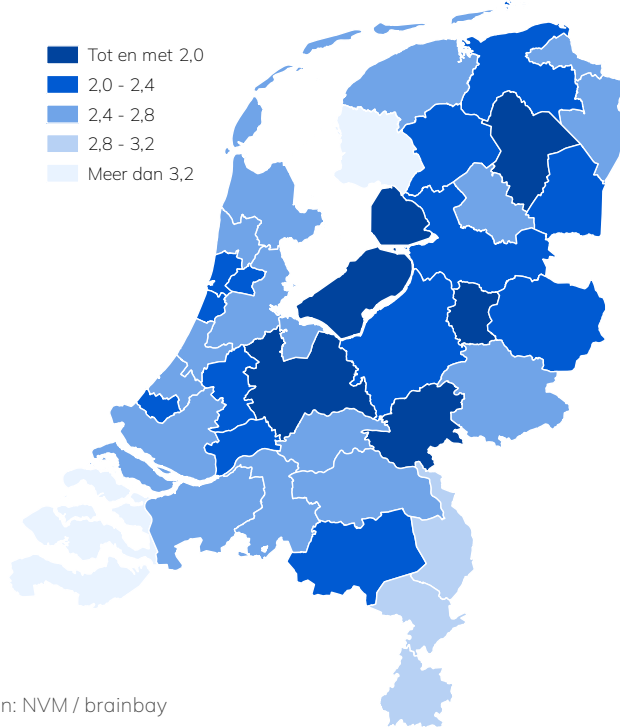 Tot en met 2,0
2,0 - 2,4
2,4 - 2,8
2,8 - 3,2
Meer dan 3,2
n: NVM / brainbay